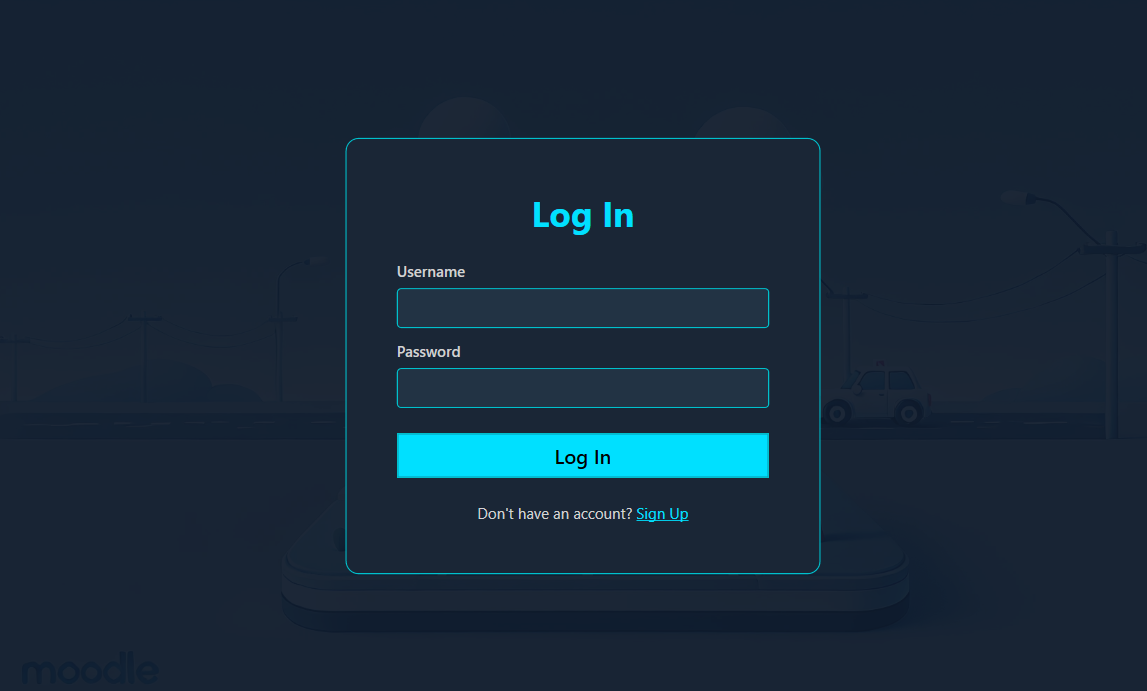 Log In
Username
Password
Log In
Don't have an account? Sign Up
moodle